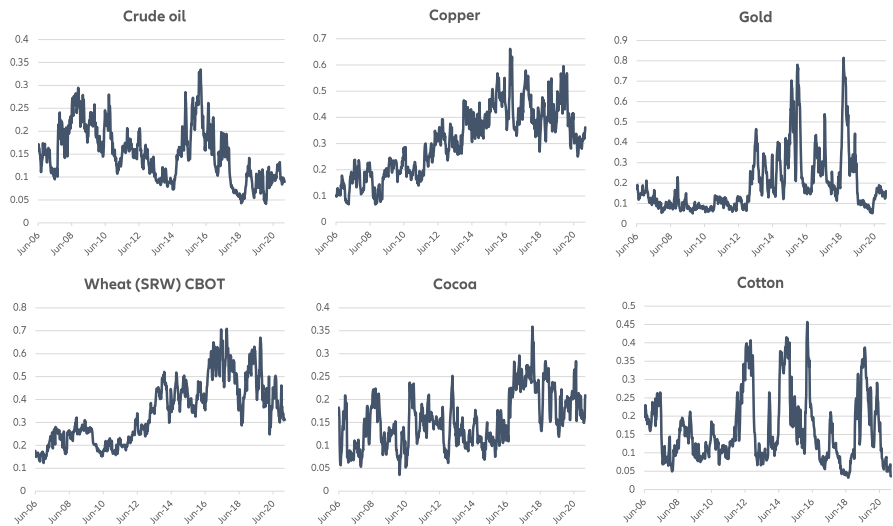 Crude oil
0.4
0.35
0.3
0.25
0.2
0.15
0.1
0.05
0
Jun-06
Jun-08
Jun-10
Jun-12
Jun-14
Jun-16
Jun-18
Jun-20
Copper
0.7
0.6
0.5
0.4
0.3
0.2
0.1
0
Jun-06
Jun-08
Jun-10
Jun-12
Jun-14
Jun-16
Jun-18
Jun-20
Gold
0.9
0.8
0.7
0.6
0.5
0.4
0.3
0.2
0.1
0
Jun-06
Jun-08
Jun-10
Jun-12
Jun-14
Jun-16
Jun-18
Jun-20
Wheat (SRW) CBOT
0.8
0.7
0.6
0.5
0.4
0.3
0.2
0.1
0
Jun-06
Jun-08
Jun-10
Jun-12
Jun-14
Jun-16
Jun-18
Jun-20
Cocoa
0.4
0.35
0.3
0.25
0.2
0.15
0.1
0.05
0
Jun-06
Jun-08
Jun-10
Jun-12
Jun-14
Jun-16
Jun-18
Jun-20
Cotton
0.5
0.45
0.4
0.35
0.3
0.25
0.2
0.15
0.1
0.05
0
Jun-06
Jun-08
Jun-10
Jun-12
Jun-14
Jun-16
Jun-18
Jun-20